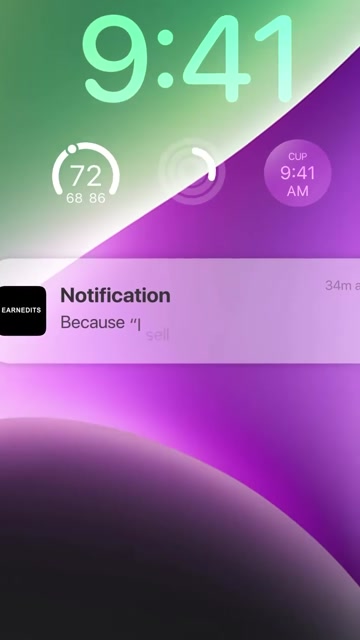 9:41
72
68 86
CUP
9:41
AM
34m a
EARNEDITS
Notification
Because "I
sell